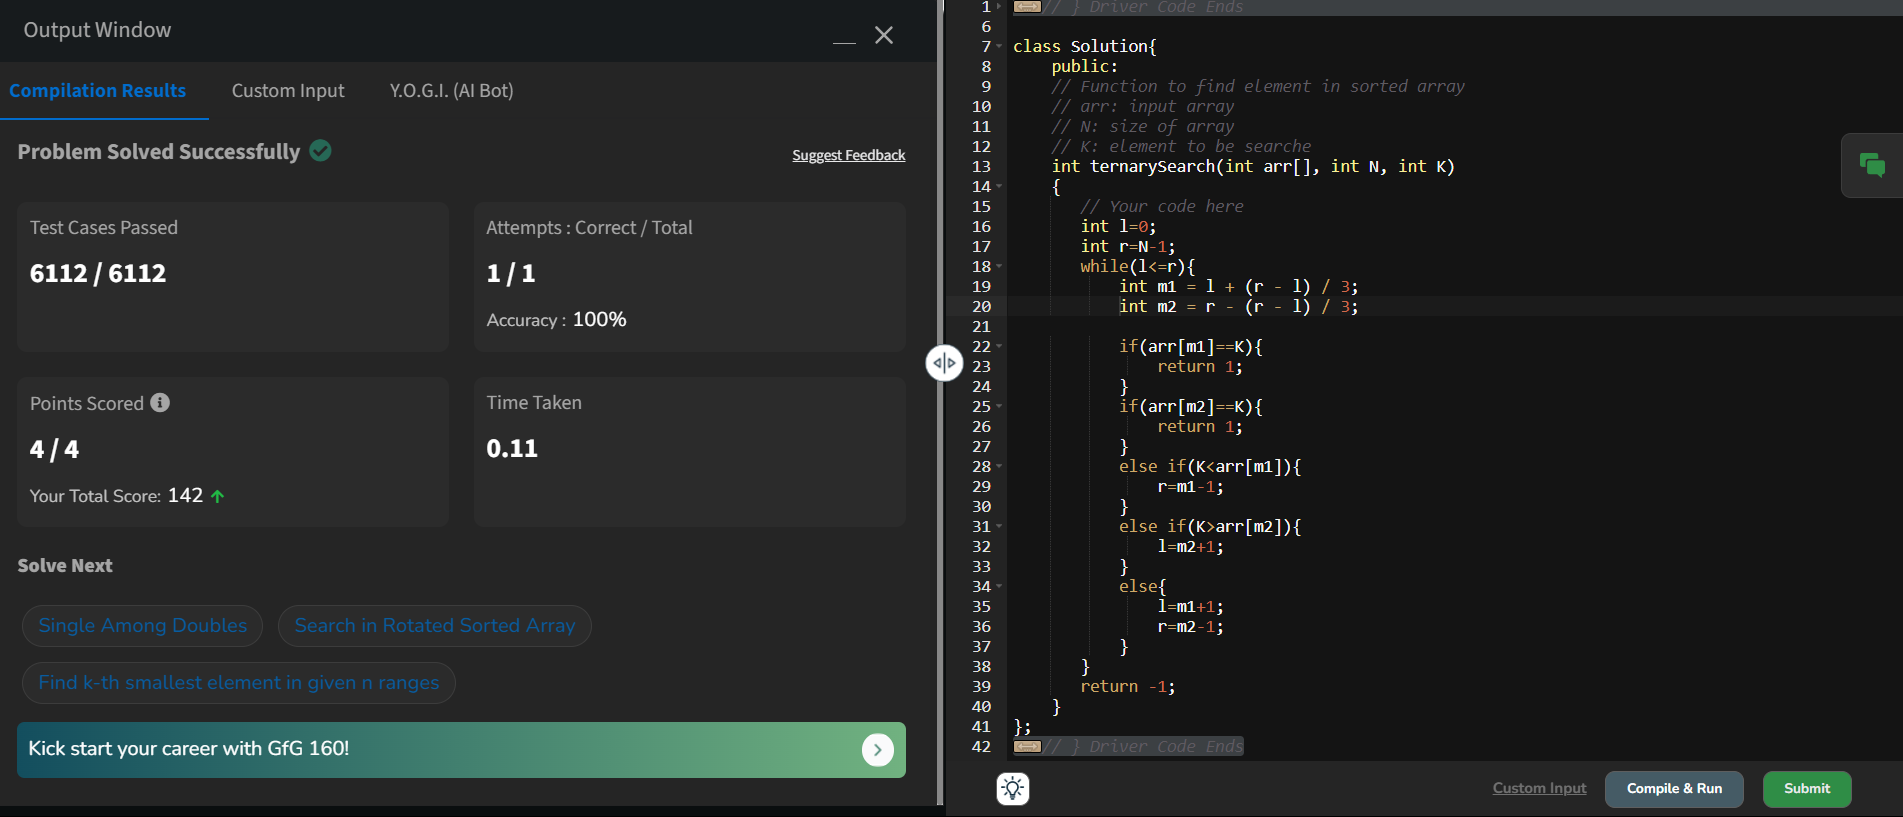 Output Window
Compilation Results
Custom Input
Y.O.G.I. (AI Bot)
Problem Solved Successfully
Suggest Feedback
Test Cases Passed
6112 / 6112
Attempts : Correct / Total
1 / 1
Accuracy : 100%
Points Scored
4 / 4
Your Total Score: 142
Time Taken
0.11
Solve Next
Single Among Doubles
Search in Rotated Sorted Array
Find k-th smallest element in given n ranges
Kick start your career with GfG 160!
1 // } Driver Code Ends
6
7 class Solution{
8 public:
9 // Function to find element in sorted array
10 // arr: input array
11 // N: size of array
12 // K: element to be searche
13 int ternarySearch(int arr[], int N, int K)
14 {
15 // Your code here
16 int l=0;
17 int r=N-1;
18 while(l<=r){
19 int m1 = l + (r - l) / 3;
20 int m2 = r - (r - l) / 3;
21
22 if(arr[m1]==K){
23 return 1;
24 }
25 if(arr[m2]==K){
26 return 1;
27 }
28 else if(K<arr[m1]){
29 r=m1-1;
30 }
31 else if(K>arr[m2]){
32 l=m2+1;
33 }
34 else{
35 l=m1+1;
36 r=m2-1;
37 }
38 }
39 return -1;
40 }
41 };
42 // } Driver Code Ends
Custom Input
Compile & Run
Submit